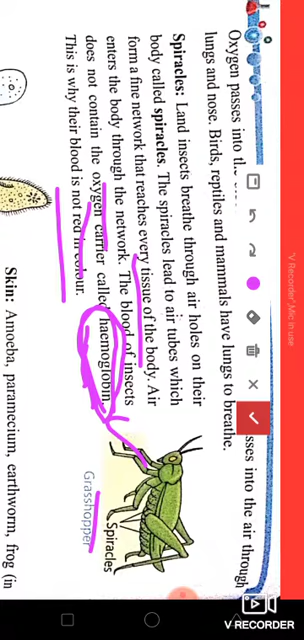 Oxygen passes into the
sses into the air through
lungs and nose. Birds, reptiles and mammals have lungs to breathe.
Spiracles: Land insects breathe through air holes on their
body called spiracles. The spiracles lead to air tubes which
form a fine network that reaches every tissue of the body. Air
enters the body through the network. The blood of insects
does not contain the oxygen carrier called haemoglobin
This is why their blood is not red in colour.
Spiracles
Grasshopper
Skin: Amoeba, paramecium, earthworm, frog (in
"V Recorder",Mic in use
V RECORDER